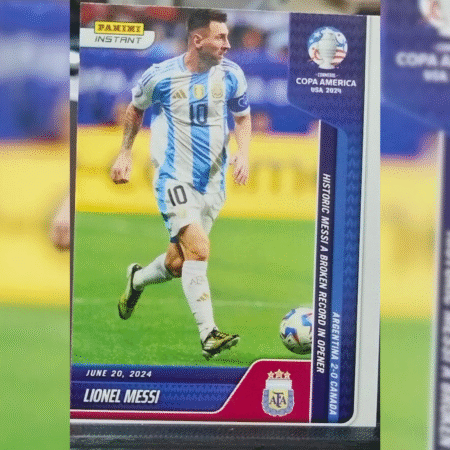 PANINI
INSTANT
CONMEBOL
COPA AMERICA
USA 2024
10
10
ARGENTINA 2-0 CANADA
HISTORIC MESSI A BROKEN RECORD IN OPENER
JUNE 20, 2024
LIONEL MESSI
AFA
COPA AMERICA
USA 2024